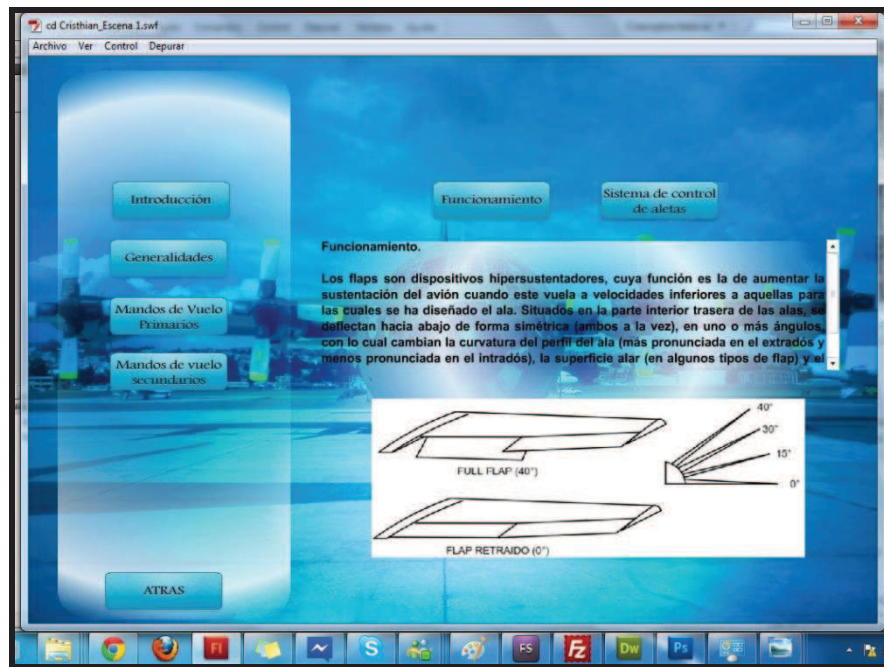 cd Cristhian_Escena 1.swf
Archivo Ver Control Depurar
Introducción
Generalidades
Mandos de Vuelo
Primarios
Mandos de vuelo
secundarios
ATRAS
Funcionamiento
Sistema de control
de aletas
Funcionamiento.
Los flaps son dispositivos hipersustentadores, cuya función es la de aumentar la
sustentación del avión cuando este vuela a velocidades inferiores a aquellas para
las cuales se ha diseñado el ala. Situados en la parte interior trasera de las alas, se
deflectan hacia abajo de forma simétrica (ambos a la vez), en uno o más ángulos,
con lo cual cambian la curvatura del perfil del ala (más pronunciada en el extradós y
menos pronunciada en el intradós), la superficie alar (en algunos tipos de flap) y el
40°
30°
15°
0°
FULL FLAP (40°)
FLAP RETRAIDO (0°)
Fl
S
FS
Fz
Dw
Ps